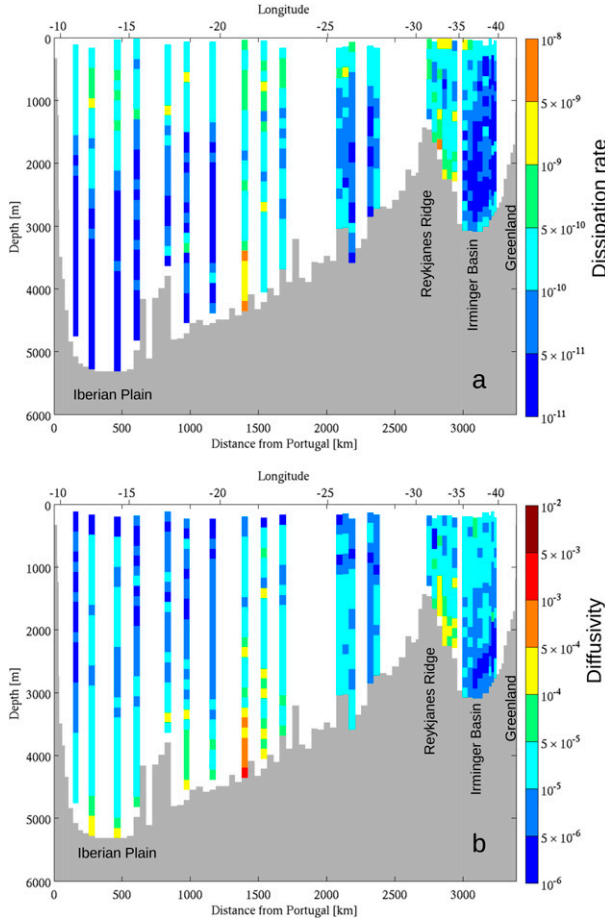 Longitude
-10 -15 -20 -25 -30 -35 -40
0
1000
2000
3000
4000
5000
6000
Depth [m]
Iberian Plain
Reykjanes Ridge
Irminger Basin
Greenland
a
0 500 1000 1500 2000 2500 3000
Distance from Portugal [km]
10⁻⁸
5 × 10⁻⁹
10⁻⁹
5 × 10⁻¹⁰
10⁻¹⁰
5 × 10⁻¹¹
10⁻¹¹
Dissipation rate
Longitude
-10 -15 -20 -25 -30 -35 -40
0
1000
2000
3000
4000
5000
6000
Depth [m]
Iberian Plain
Reykjanes Ridge
Irminger Basin
Greenland
b
0 500 1000 1500 2000 2500 3000
Distance from Portugal [km]
10⁻²
5 × 10⁻³
10⁻³
5 × 10⁻⁴
10⁻⁴
5 × 10⁻⁵
10⁻⁵
5 × 10⁻⁶
10⁻⁶
Diffusivity